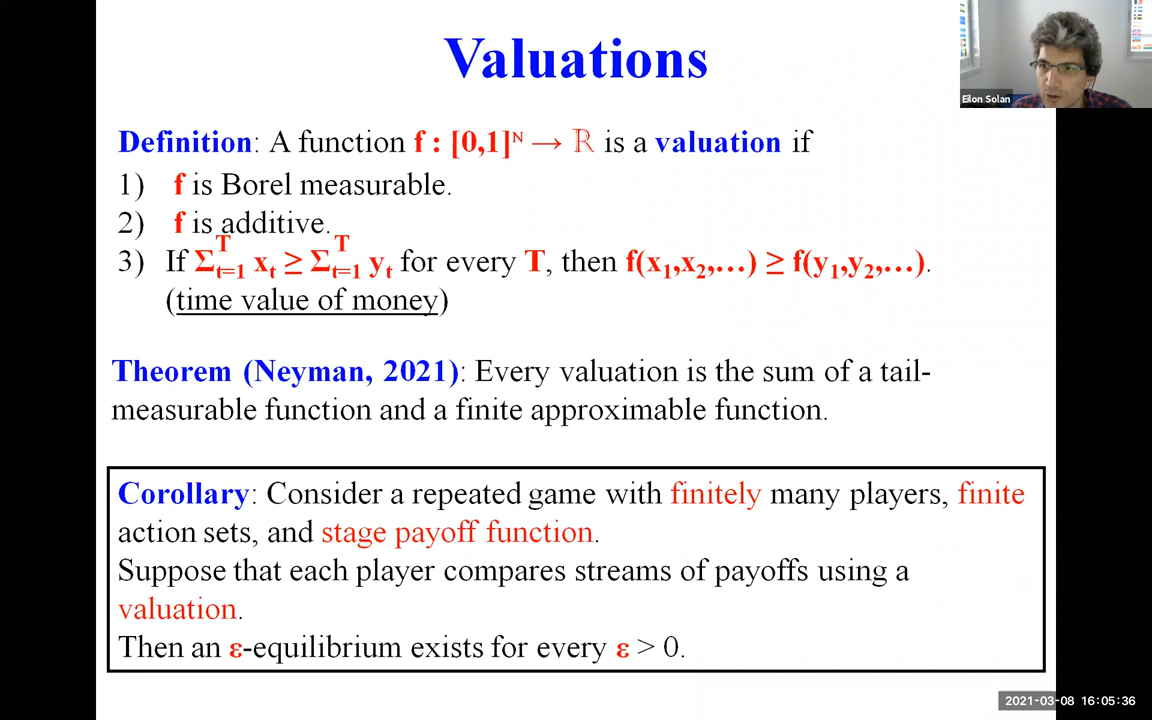 Valuations
Eilon Solan
Definition: A function f : [0,1]ᴺ → ℝ is a valuation if
1) f is Borel measurable.
2) f is additive.
3) If Σₜ₌₁ᵀ xₜ ≥ Σₜ₌₁ᵀ yₜ for every T, then f(x₁,x₂,…) ≥ f(y₁,y₂,…).
(time value of money)
Theorem (Neyman, 2021): Every valuation is the sum of a tail-
measurable function and a finite approximable function.
Corollary: Consider a repeated game with finitely many players, finite
action sets, and stage payoff function.
Suppose that each player compares streams of payoffs using a
valuation.
Then an ε-equilibrium exists for every ε > 0.
2021-03-08 16:05:36